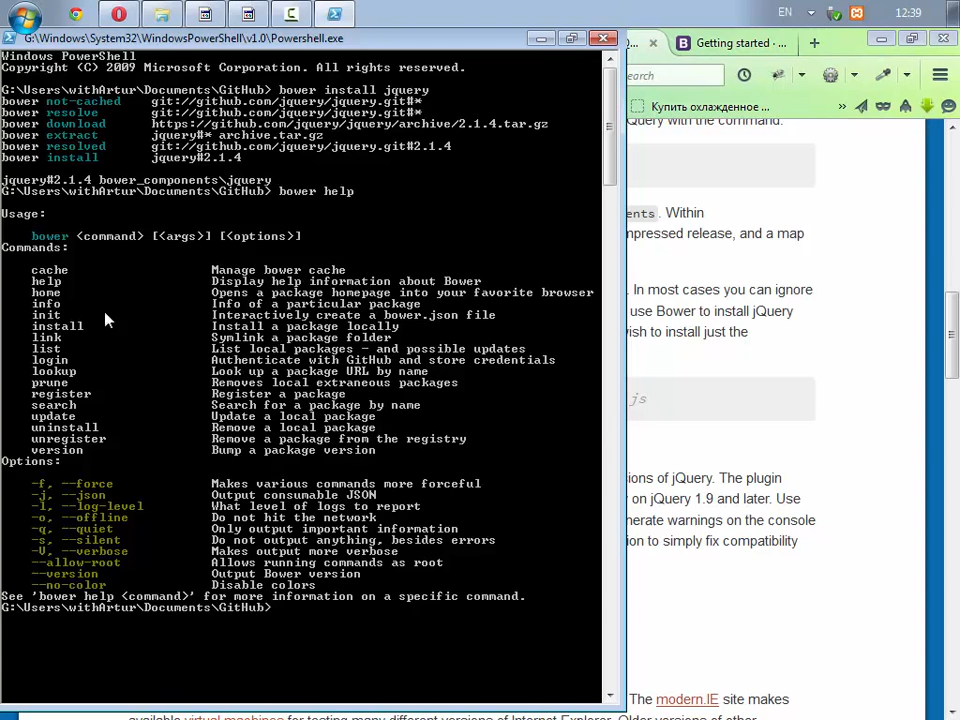 EN
12:39
G:\Windows\System32\WindowsPowerShell\v1.0\Powershell.exe
Windows PowerShell
Copyright (C) 2009 Microsoft Corporation. All rights reserved.
G:\Users\withArtur\Documents\GitHub> bower install jquery
bower not-cached git://github.com/jquery/jquery.git#*
bower resolve git://github.com/jquery/jquery.git#*
bower download https://github.com/jquery/jquery/archive/2.1.4.tar.gz
bower extract jquery#* archive.tar.gz
bower resolved git://github.com/jquery/jquery.git#2.1.4
bower install jquery#2.1.4
jquery#2.1.4 bower_components\jquery
G:\Users\withArtur\Documents\GitHub> bower help
Usage:
bower <command> [<args>] [<options>]
Commands:
cache Manage bower cache
help Display help information about Bower
home Opens a package homepage into your favorite browser
info Info of a particular package
init Interactively create a bower.json file
install Install a package locally
link Symlink a package folder
list List local packages - and possible updates
login Authenticate with GitHub and store credentials
lookup Look up a package URL by name
prune Removes local extraneous packages
register Register a package
search Search for a package by name
update Update a local package
uninstall Remove a local package
unregister Remove a package from the registry
version Bump a package version
Options:
-f, --force Makes various commands more forceful
-j, --json Output consumable JSON
-l, --log-level What level of logs to report
-o, --offline Do not hit the network
-q, --quiet Only output important information
-s, --silent Do not output anything, besides errors
-V, --verbose Makes output more verbose
--allow-root Allows running commands as root
--version Output Bower version
--no-color Disable colors
See 'bower help <command>' for more information on a specific command.
G:\Users\withArtur\Documents\GitHub>
Getting started - ...
earch
Купить охлажденное ...
Query with the command:
ents. Within
mpressed release, and a map
. In most cases you can ignore
use Bower to install jQuery
wish to install just the
js
ions of jQuery. The plugin
y on jQuery 1.9 and later. Use
nerate warnings on the console
ion to simply fix compatibility
The modern.IE site makes
available virtual machines for testing many different versions of Internet Explorer. Older versions of other